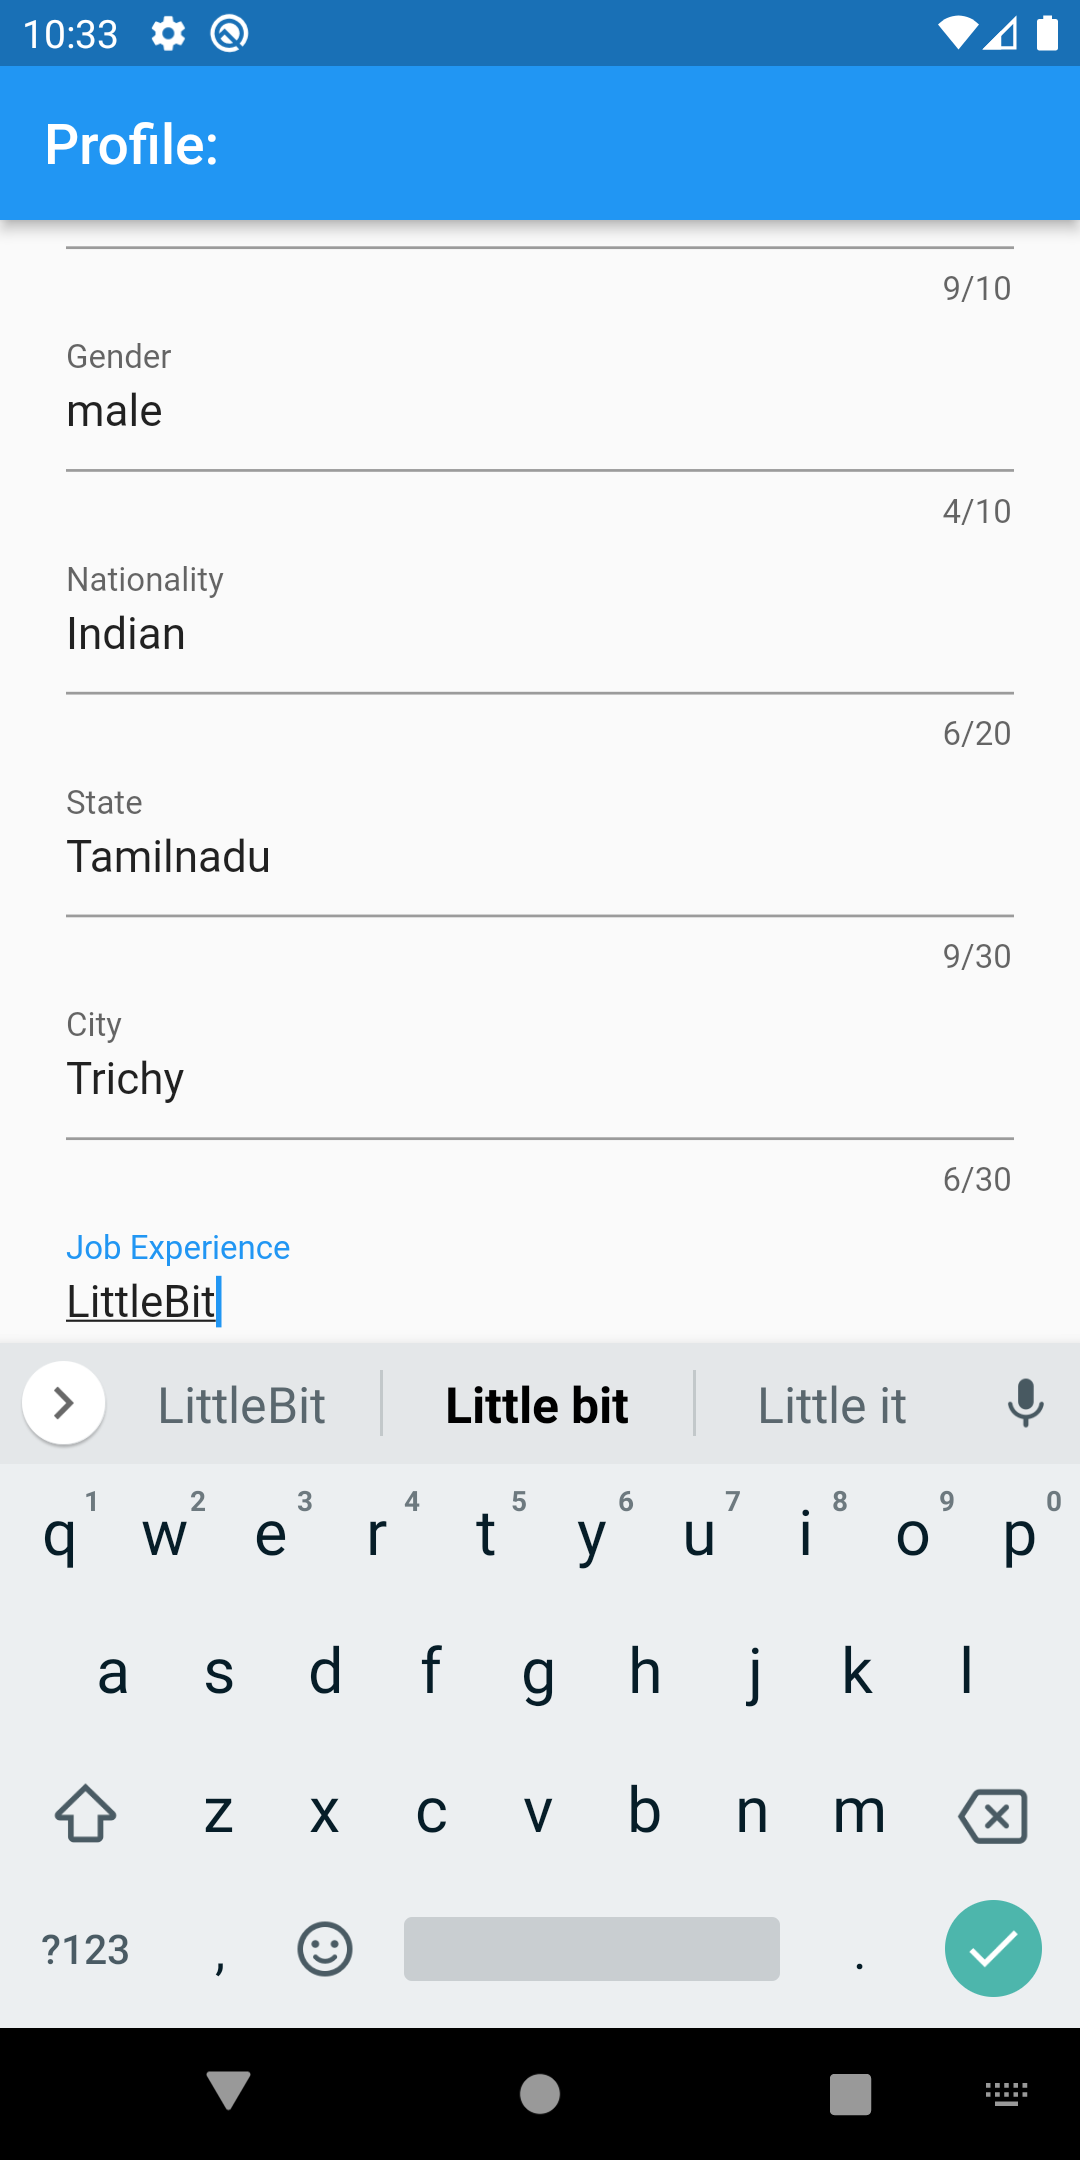 10:33
Profile:
9/10
Gender
male
4/10
Nationality
Indian
6/20
State
Tamilnadu
9/30
City
Trichy
6/30
Job Experience
LittleBit
LittleBit Little bit Little it
1 2 3 4 5 6 7 8 9 0
q w e r t y u i o p
a s d f g h j k l
z x c v b n m
?123 , .